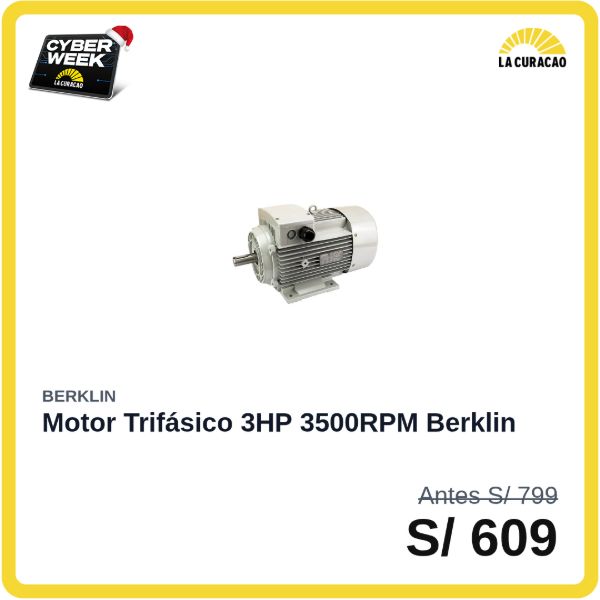 CYBER
WEEK
LA CURACAO
LA CURACAO
BERKLIN
Motor Trifásico 3HP 3500RPM Berklin
Antes S/ 799
S/ 609